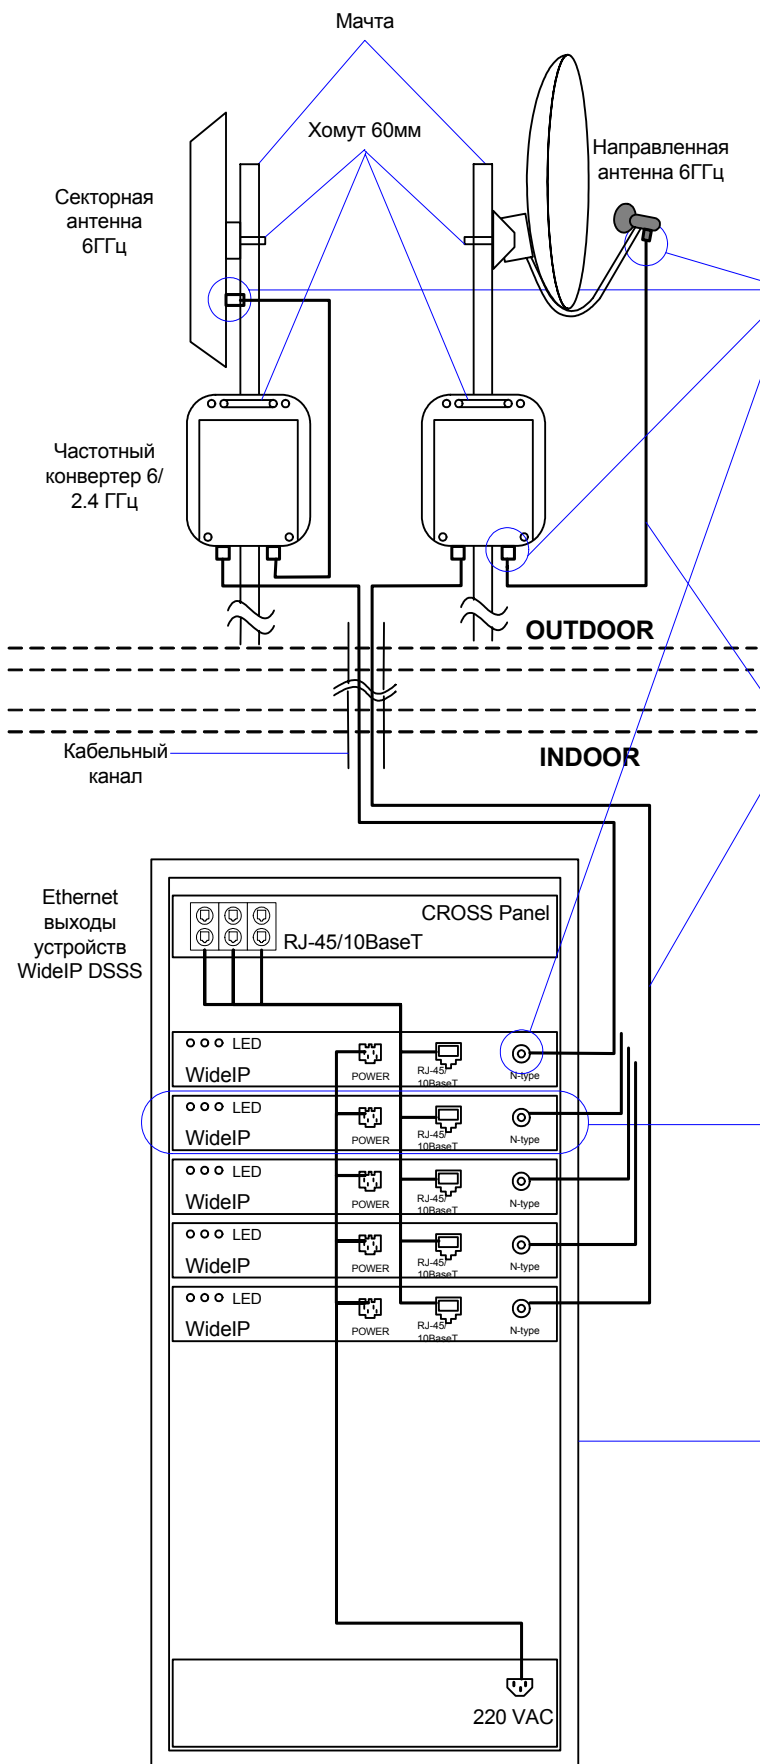 Мачта
Хомут 60мм
Направленная
антенна 6ГГц
Секторная
антенна
6ГГц
Частотный
конвертер 6/
2.4 ГГц
OUTDOOR
INDOOR
Кабельный
канал
Ethernet
выходы
устройств
WideIP DSSS
CROSS Panel
RJ-45/10BaseT
LED
WideIP
POWER
RJ-45/
10BaseT
N-type
LED
WideIP
POWER
RJ-45/
10BaseT
N-type
LED
WideIP
POWER
RJ-45/
10BaseT
N-type
LED
WideIP
POWER
RJ-45/
10BaseT
N-type
LED
WideIP
POWER
RJ-45/
10BaseT
N-type
220 VAC